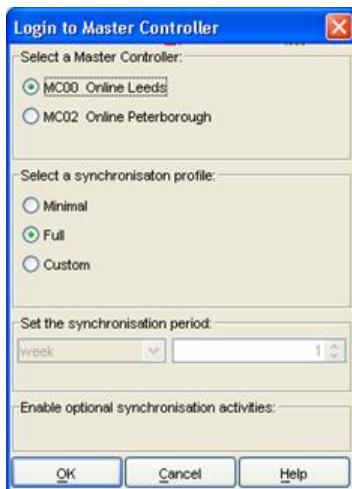 Login to Master Controller
Select a Master Controller:
MC00 Online Leeds
MC02 Online Peterborough
Select a synchronisaton profile:
Minimal
Full
Custom
Set the synchronisation period:
week 1
Enable optional synchronisation activities:
OK Cancel Help